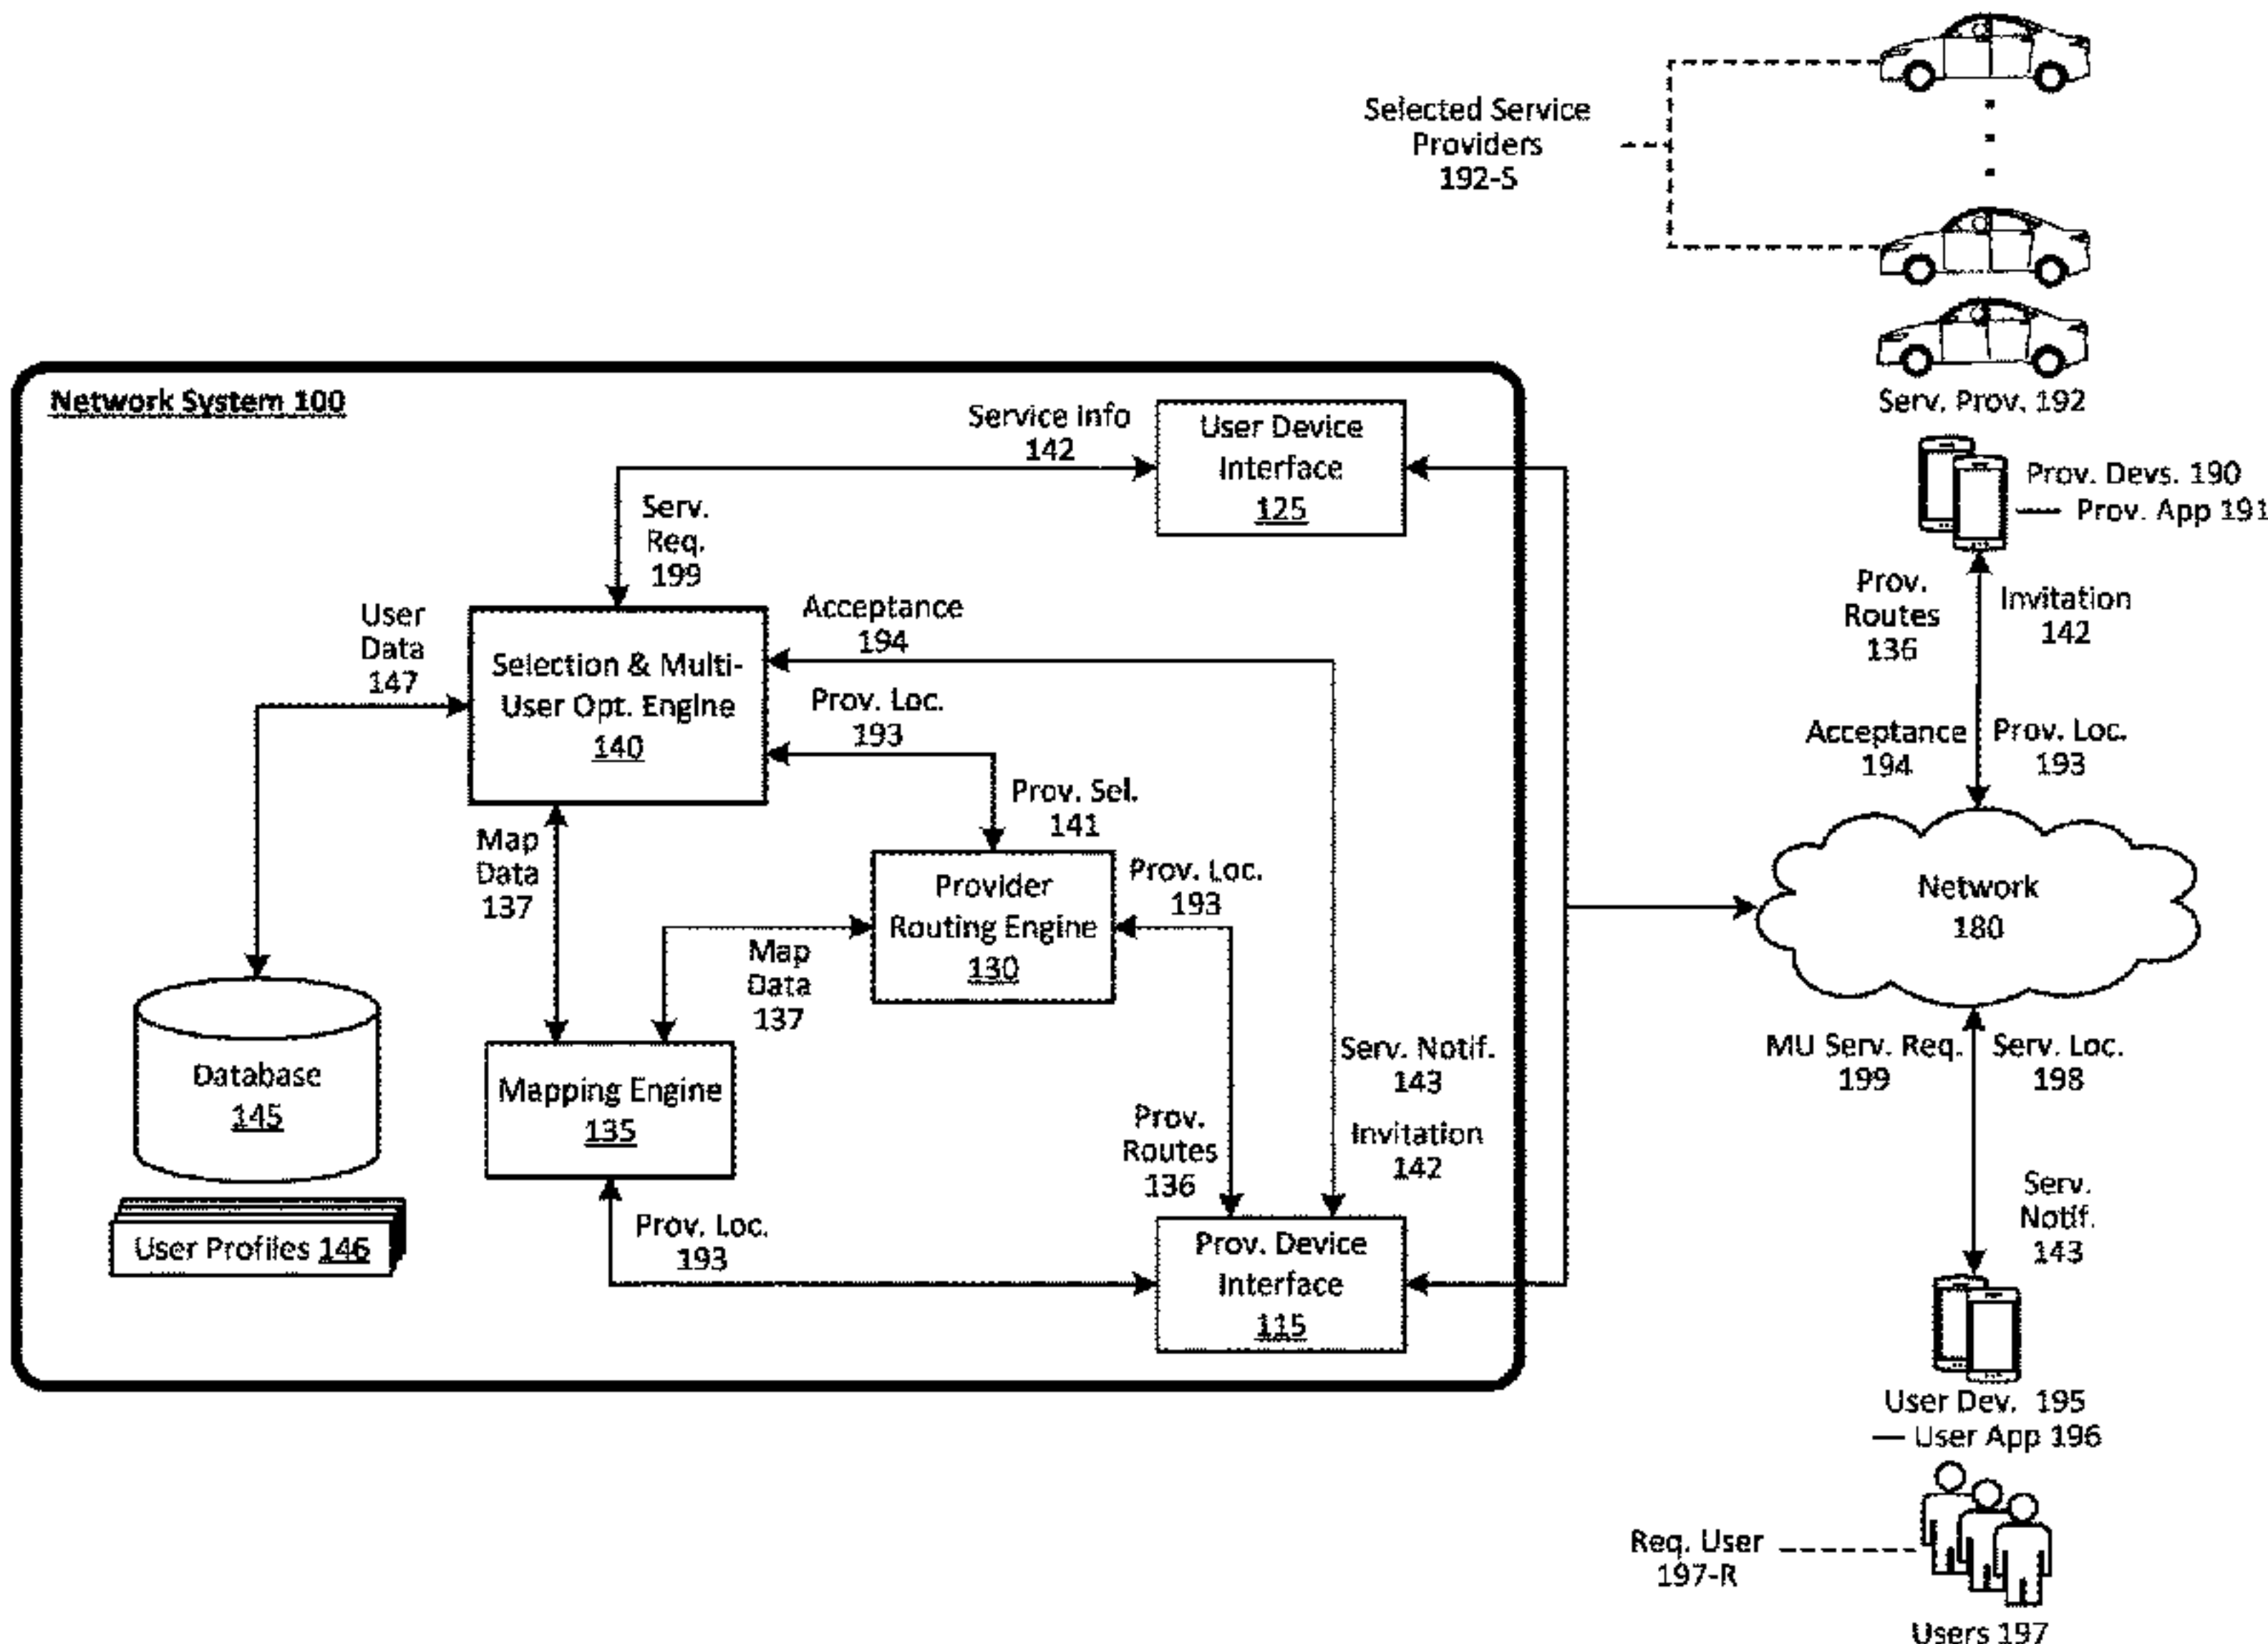 Selected Service
Providers
192-S
Serv. Prov. 192
Prov. Devs. 190
Prov. App 191
Network System 100
Service Info
142
User Device
Interface
125
Serv.
Req.
199
User
Data
147
Selection & Multi-
User Opt. Engine
140
Acceptance
194
Prov. Loc.
193
Prov. Sel.
141
Map
Data
137
Provider
Routing Engine
130
Prov. Loc.
193
Map
Data
137
Database
145
Mapping Engine
135
Serv. Notif.
143
Prov.
Routes
136
Invitation
142
User Profiles 146
Prov. Loc.
193
Prov. Device
Interface
115
Prov.
Routes
136
Invitation
142
Acceptance
194
Prov. Loc.
193
Network
180
MU Serv. Req.
199
Serv. Loc.
198
Serv.
Notif.
143
User Dev. 195
User App 196
Req. User
197-R
Users 197